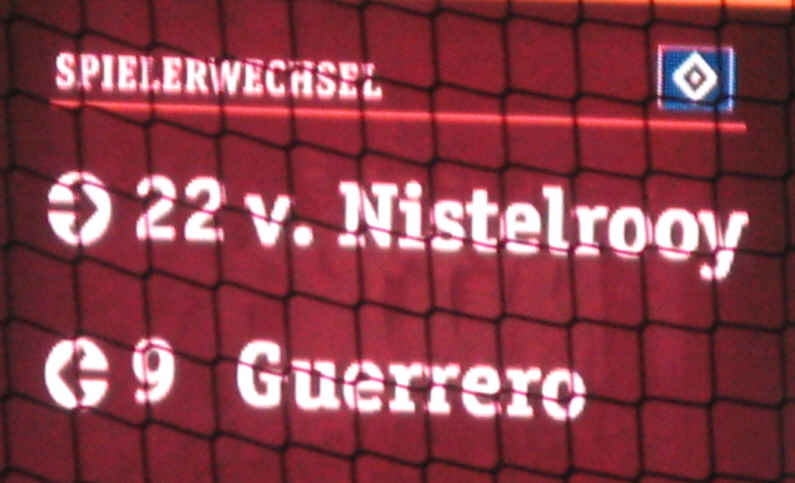 SPIELERWECHSEL
22 v. Nistelrooy
9 Guerrero